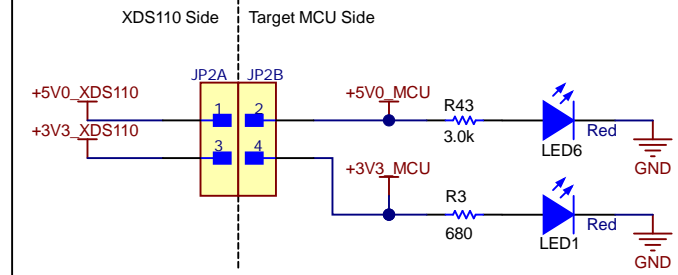 XDS110 Side
Target MCU Side
JP2A
JP2B
+5V0_XDS110
+5V0_MCU
1
2
R43
3.0k
Red
LED6
GND
+3V3_XDS110
3
4
+3V3_MCU
R3
680
Red
LED1
GND